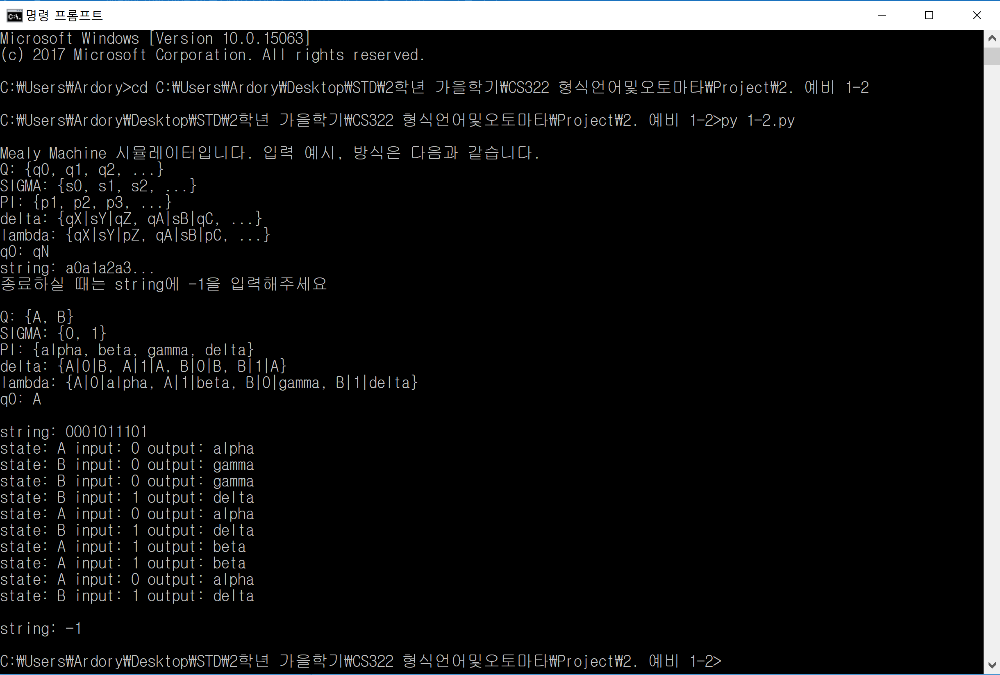 명령 프롬프트
Microsoft Windows [Version 10.0.15063]
(c) 2017 Microsoft Corporation. All rights reserved.
C:₩Users₩Ardory>cd C:₩Users₩Ardory₩Desktop₩STD₩2학년 가을학기₩CS322 형식언어및오토마타₩Project₩2. 예비 1-2
C:₩Users₩Ardory₩Desktop₩STD₩2학년 가을학기₩CS322 형식언어및오토마타₩Project₩2. 예비 1-2>py 1-2.py
Mealy Machine 시뮬레이터입니다. 입력 예시, 방식은 다음과 같습니다.
Q: {q0, q1, q2, ...}
SIGMA: {s0, s1, s2, ...}
PI: {p1, p2, p3, ...}
delta: {qX|sY|qZ, qA|sB|qC, ...}
lambda: {qX|sY|pZ, qA|sB|pC, ...}
q0: qN
string: a0a1a2a3...
종료하실 때는 string에 -1을 입력해주세요
Q: {A, B}
SIGMA: {0, 1}
PI: {alpha, beta, gamma, delta}
delta: {A|0|B, A|1|A, B|0|B, B|1|A}
lambda: {A|0|alpha, A|1|beta, B|0|gamma, B|1|delta}
q0: A
string: 0001011101
state: A input: 0 output: alpha
state: B input: 0 output: gamma
state: B input: 0 output: gamma
state: B input: 1 output: delta
state: A input: 0 output: alpha
state: B input: 1 output: delta
state: A input: 1 output: beta
state: A input: 1 output: beta
state: A input: 0 output: alpha
state: B input: 1 output: delta
string: -1
C:₩Users₩Ardory₩Desktop₩STD₩2학년 가을학기₩CS322 형식언어및오토마타₩Project₩2. 예비 1-2>